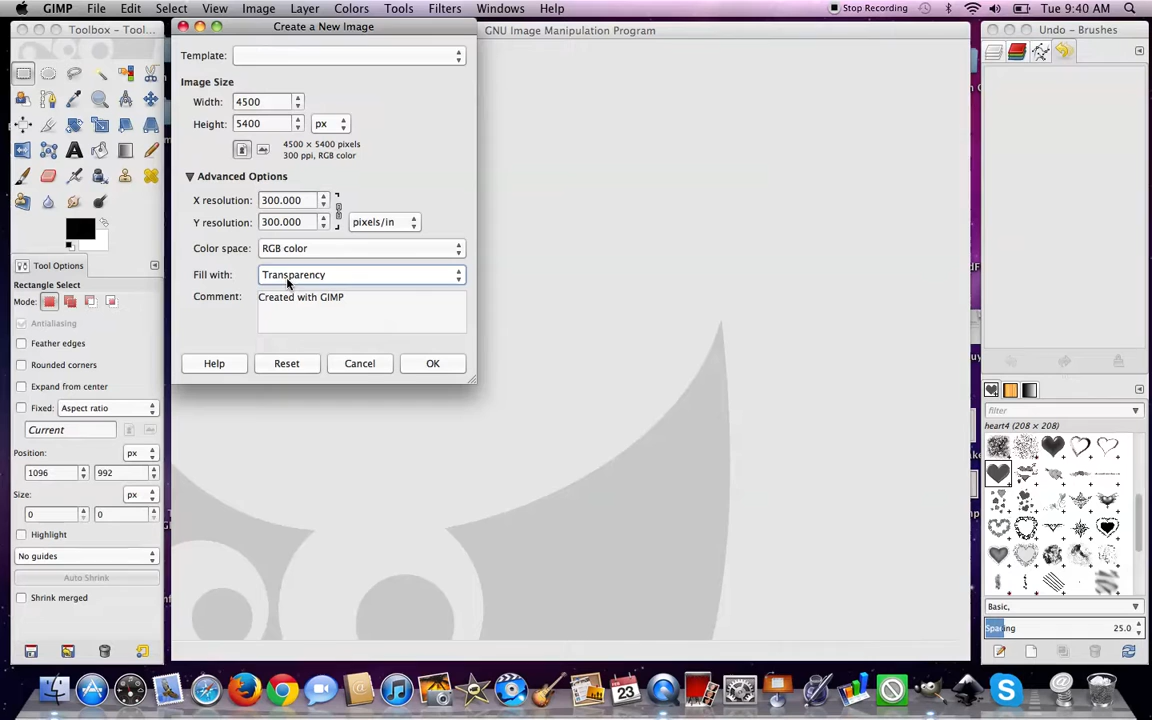 GIMP File Edit Select View Image Layer Colors Tools Filters Windows Help Stop Recording Tue 9:40 AM
Toolbox - Tool...
Create a New Image
GNU Image Manipulation Program
Undo - Brushes
Template:
Image Size
Width: 4500
Height: 5400 px
4500 × 5400 pixels
300 ppi, RGB color
Advanced Options
X resolution: 300.000
Y resolution: 300.000 pixels/in
Color space: RGB color
Fill with: Transparency
Comment: Created with GIMP
Help Reset Cancel OK
Tool Options
Rectangle Select
Mode:
Antialiasing
Feather edges
Rounded corners
Expand from center
Fixed: Aspect ratio
Current
Position: px
1096 992
Size: px
0 0
Highlight
No guides
Auto Shrink
Shrink merged
filter
heart4 (208 × 208)
Basic,
Spacing 25.0